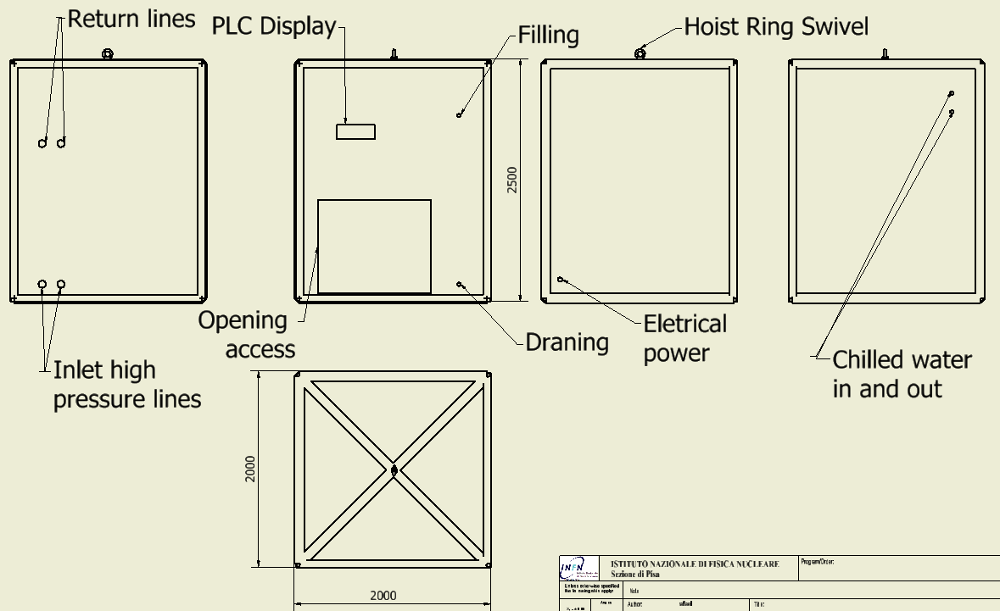 Return lines
PLC Display
Filling
Hoist Ring Swivel
2500
Opening
access
Draning
Eletrical
power
Chilled water
in and out
Inlet high
pressure lines
2000
2000
INFN
ISTITUTO NAZIONALE DI FISICA NUCLEARE
Sezione di Pisa
Program/Order:
Unless otherwise specified
Note
Author:
raffaelli
Title: